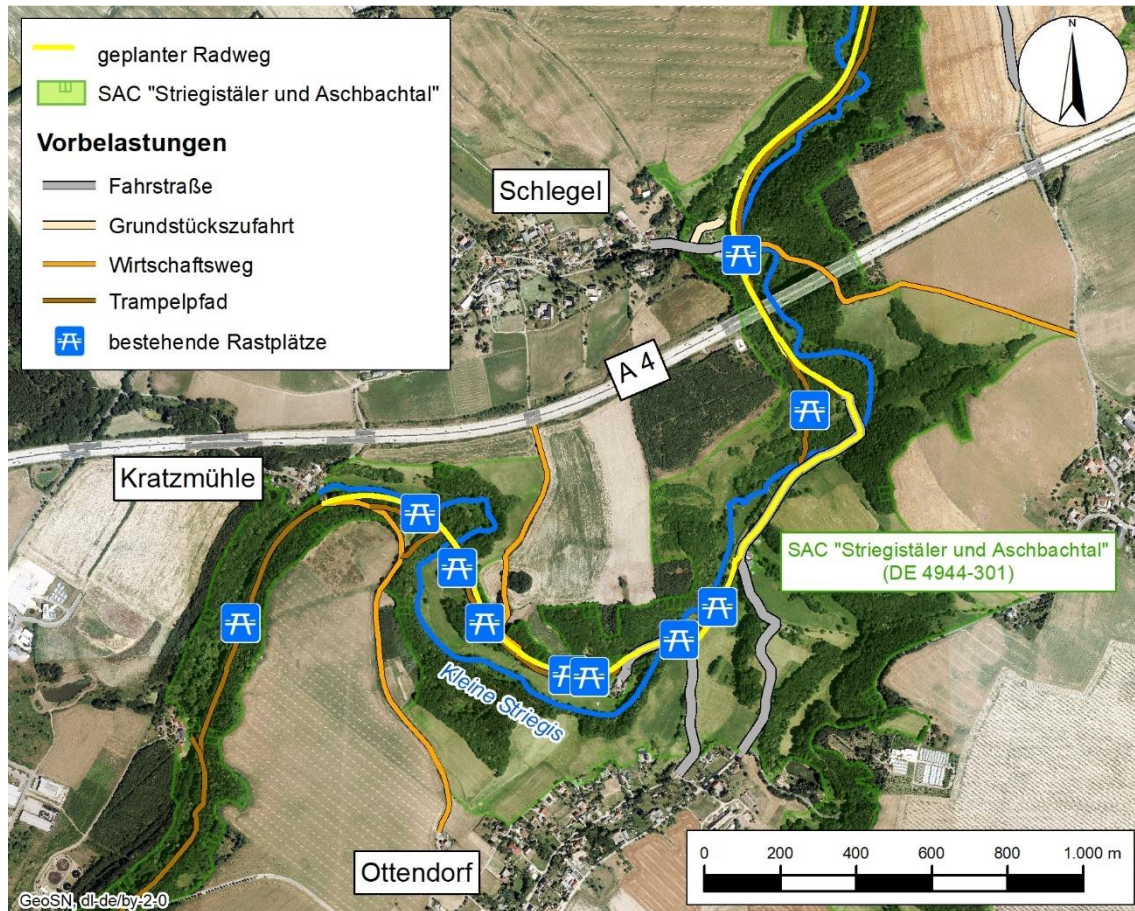 geplanter Radweg
SAC "Striegistäler und Aschbachtal"
Vorbelastungen
Fahrstraße
Grundstückszufahrt
Wirtschaftsweg
Trampelpfad
bestehende Rastplätze
N
Schlegel
A 4
Kratzmühle
SAC "Striegistäler und Aschbachtal"
(DE 4944-301)
Kleine Striegis
Ottendorf
0 200 400 600 800 1.000 m
GeoSN, dl-de/by-2-0